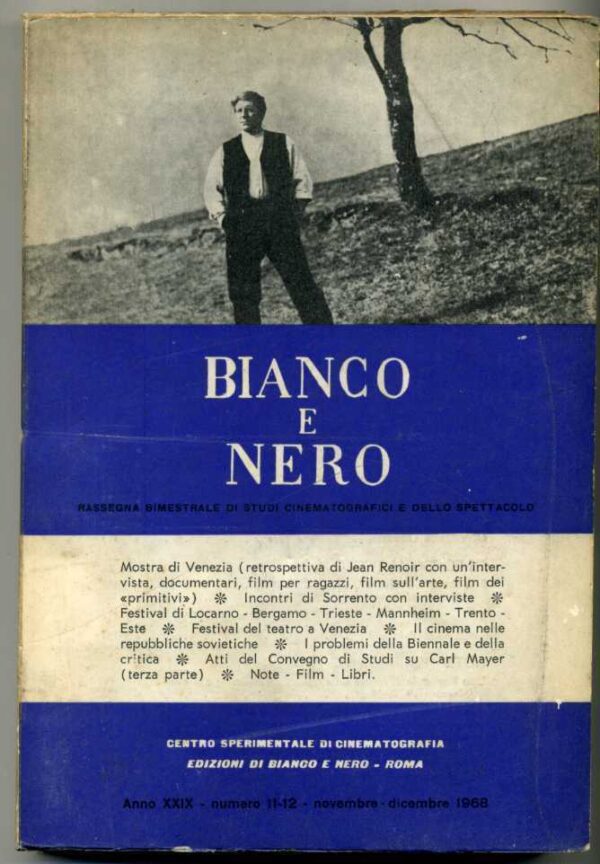 BIANCO
E
NERO
RASSEGNA BIMESTRALE DI STUDI CINEMATOGRAFICI E DELLO SPETTACOLO
Mostra di Venezia (retrospettiva di Jean Renoir con un'inter-
vista, documentari, film per ragazzi, film sull'arte, film dei
«primitivi») ❊ Incontri di Sorrento con interviste ❊
Festival di Locarno - Bergamo - Trieste - Mannheim - Trento -
Este ❊ Festival del teatro a Venezia ❊ Il cinema nelle
repubbliche sovietiche ❊ I problemi della Biennale e della
critica ❊ Atti del Convegno di Studi su Carl Mayer
(terza parte) ❊ Note - Film - Libri.
CENTRO SPERIMENTALE DI CINEMATOGRAFIA
EDIZIONI DI BIANCO E NERO - ROMA
Anno XXIX - numero 11-12 - novembre-dicembre 1968